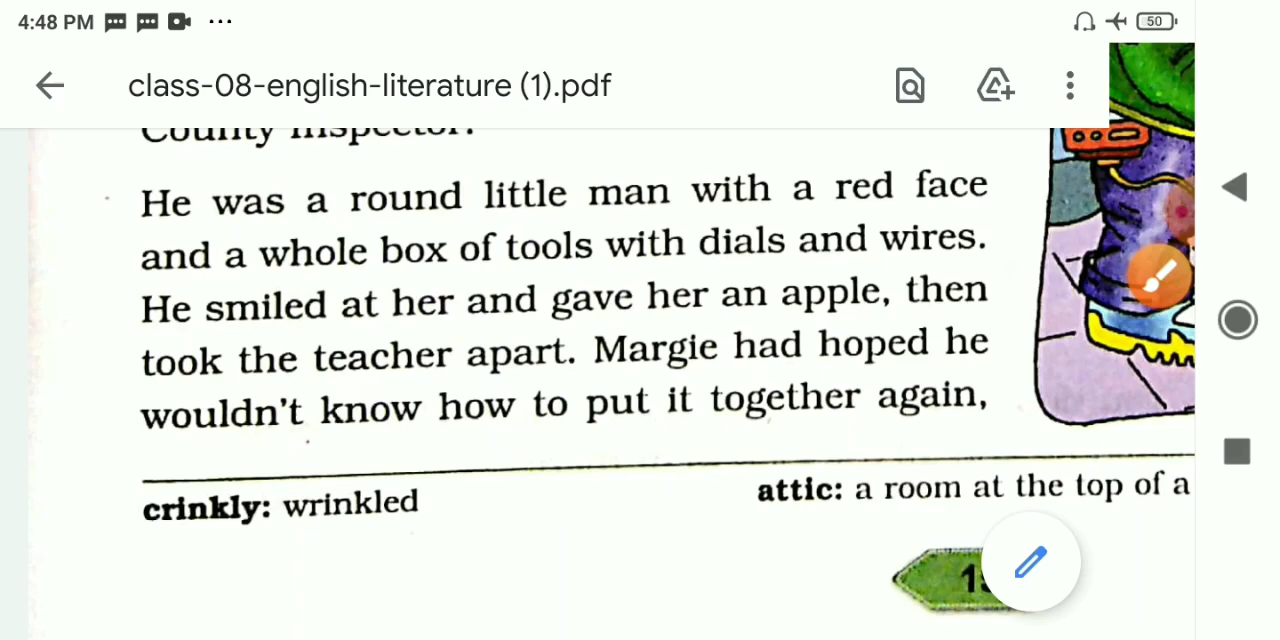 4:48 PM ...
50
class-08-english-literature (1).pdf
County Inspector.
He was a round little man with a red face
and a whole box of tools with dials and wires.
He smiled at her and gave her an apple, then
took the teacher apart. Margie had hoped he
wouldn't know how to put it together again,
crinkly: wrinkled
attic: a room at the top of a